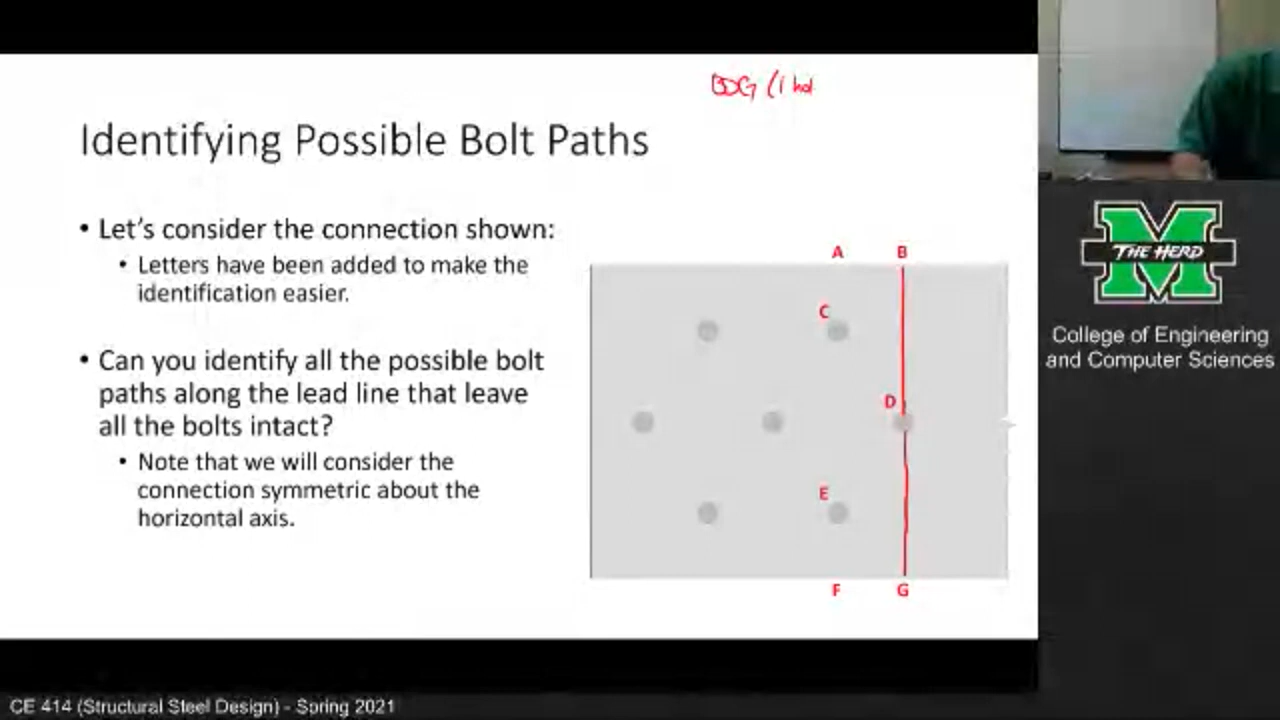 BDG (1 hol
Identifying Possible Bolt Paths
• Let's consider the connection shown:
• Letters have been added to make the
identification easier.
• Can you identify all the possible bolt
paths along the lead line that leave
all the bolts intact?
• Note that we will consider the
connection symmetric about the
horizontal axis.
A B
C
D
E
F G
M
THE HERD
College of Engineering
and Computer Sciences
CE 414 (Structural Steel Design) - Spring 2021